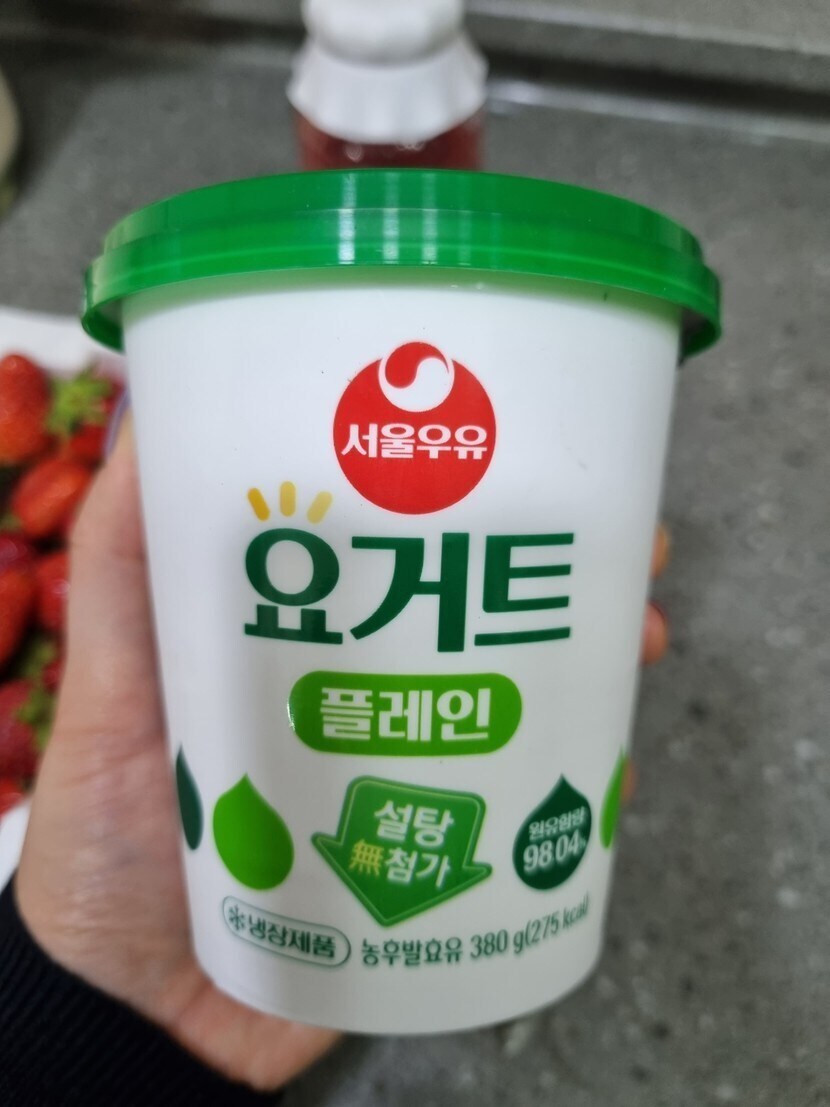 서울우유
요거트
플레인
설탕
無첨가
원유함량
98.04%
냉장제품
농후발효유 380 g(275 kcal)